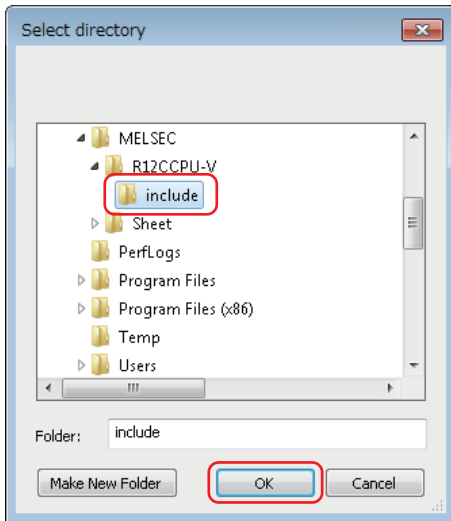 Select directory
MELSEC
R12CCPU-V
include
Sheet
PerfLogs
Program Files
Program Files (x86)
Temp
Users
Folder: include
Make New Folder OK Cancel